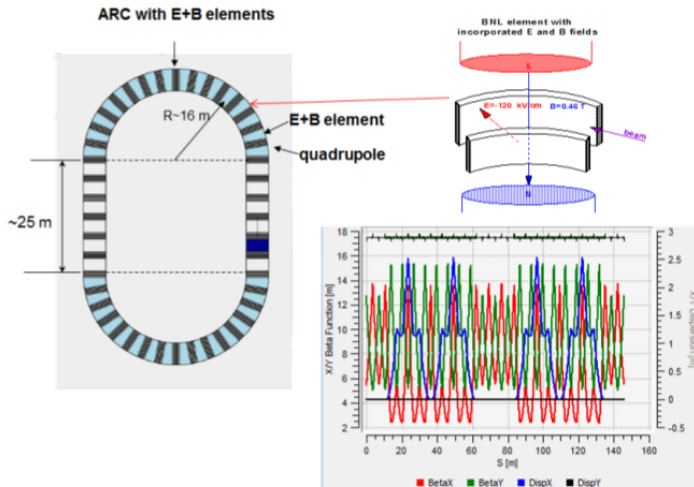 ARC with E+B elements
R~16 m
E+B element
quadrupole
~25 m
BNL element with
incorporated E and B fields
S
E=-120 kV/cm
B=0.46 T
beam
N
X/Y Beta Function [m]
18
16
14
12
10
8
6
4
2
3
2.5
2
1.5
1
0.5
0
-0.5
X/Y Dispersion [m]
0 20 40 60 80 100 120 140 160
S [m]
BetaX BetaY DispX DispY